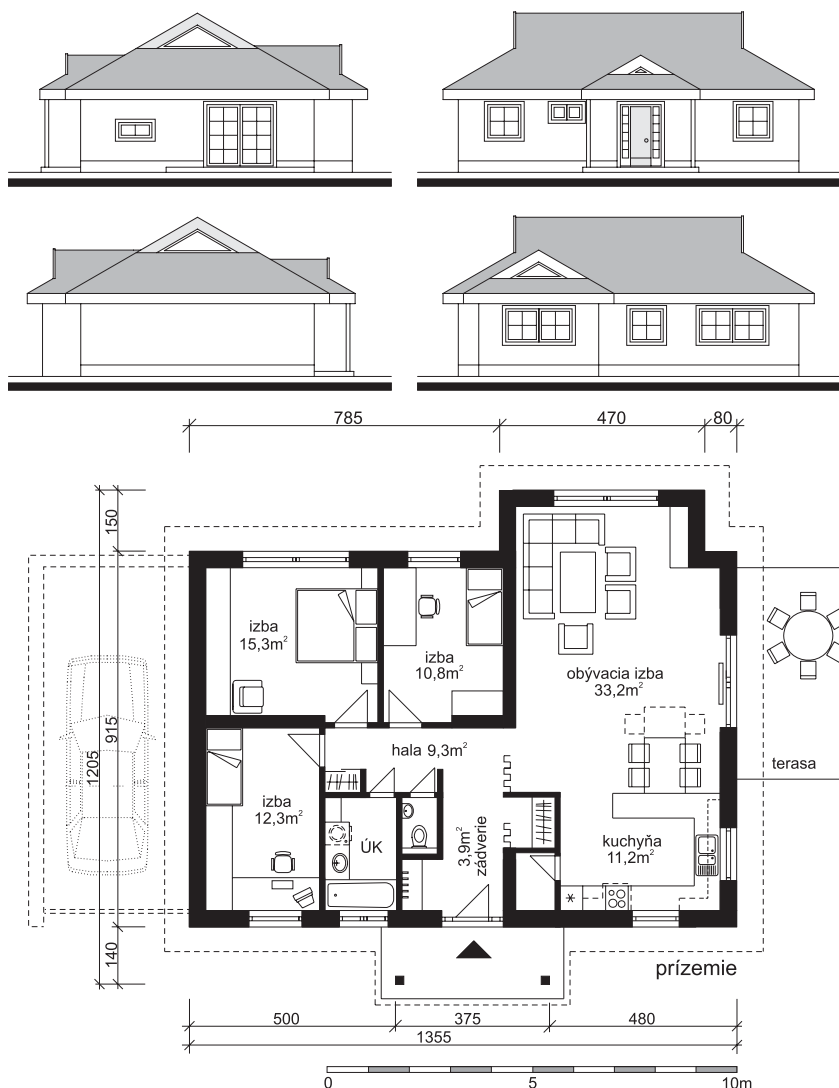 785
470
80
150
915
1205
140
izba
15,3m²
izba
10,8m²
obývacia izba
33,2m²
hala 9,3m²
terasa
izba
12,3m²
ÚK
3,9m²
zádverie
kuchyňa
11,2m²
*
prízemie
500
375
480
1355
0
5
10m